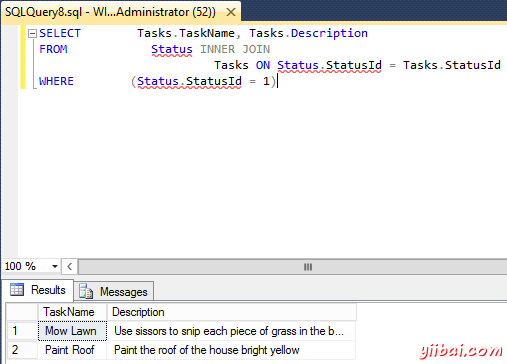 SQLQuery8.sql - WI...Administrator (52))
SELECT Tasks.TaskName, Tasks.Description
FROM Status INNER JOIN
Tasks ON Status.StatusId = Tasks.StatusId
WHERE (Status.StatusId = 1)
100 %
Results Messages
TaskName Description
1 Mow Lawn Use sissors to snip each piece of grass in the b...
2 Paint Roof Paint the roof of the house bright yellow
yiibai.com